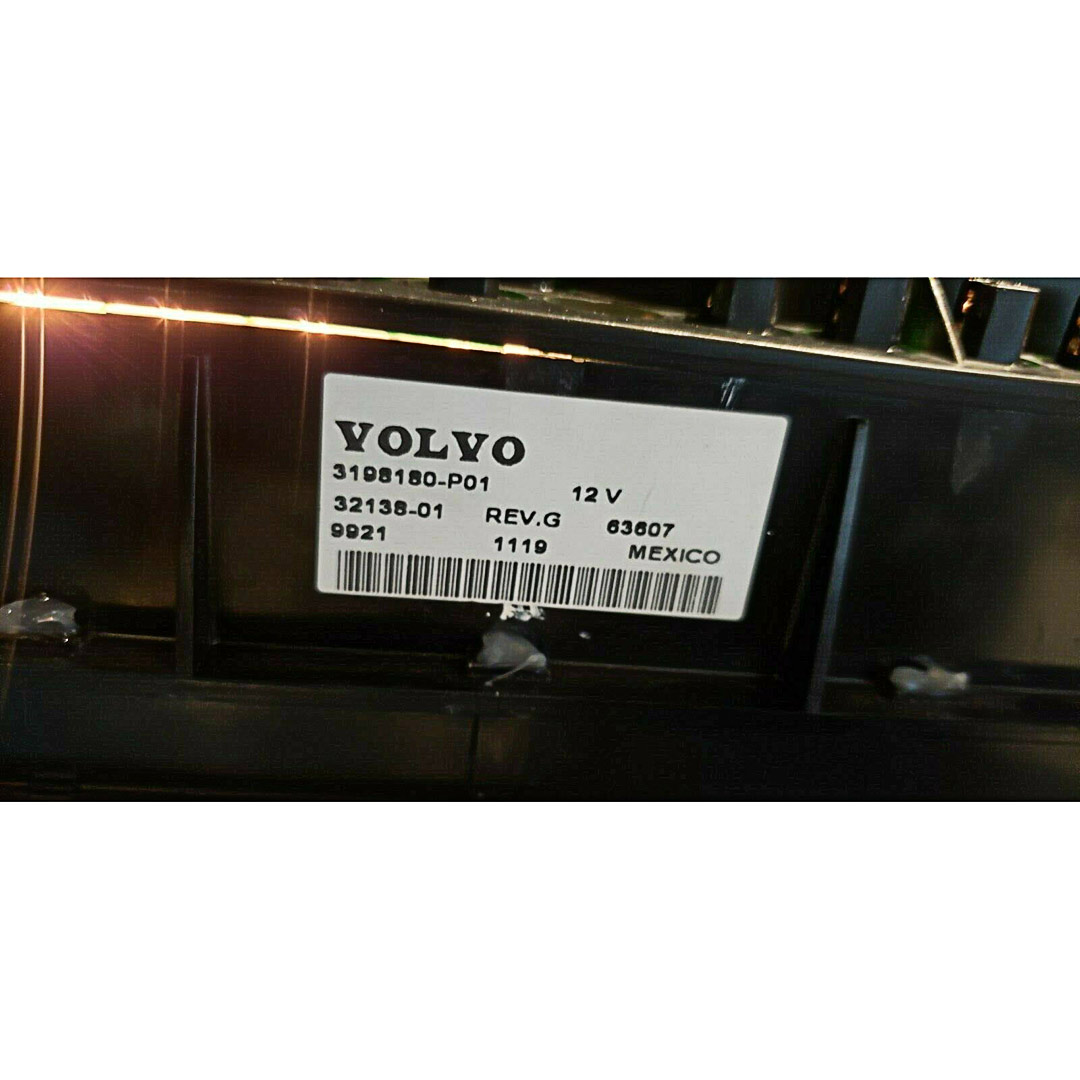 VOLVO
3198180-P01 12 V
32138-01 REV.G 63607
9921 1119 MEXICO